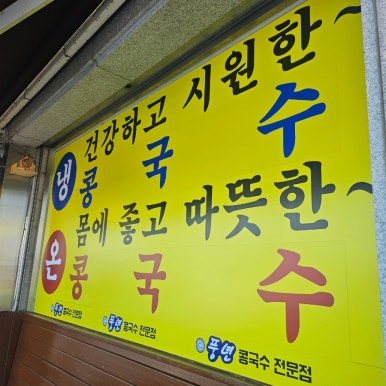 건강하고 시원한~
냉 콩국수
몸에 좋고 따뜻한~
온 콩국수
풍년 콩국수 전문점
풍년 콩국수 전문점
풍년 콩국수 전문점